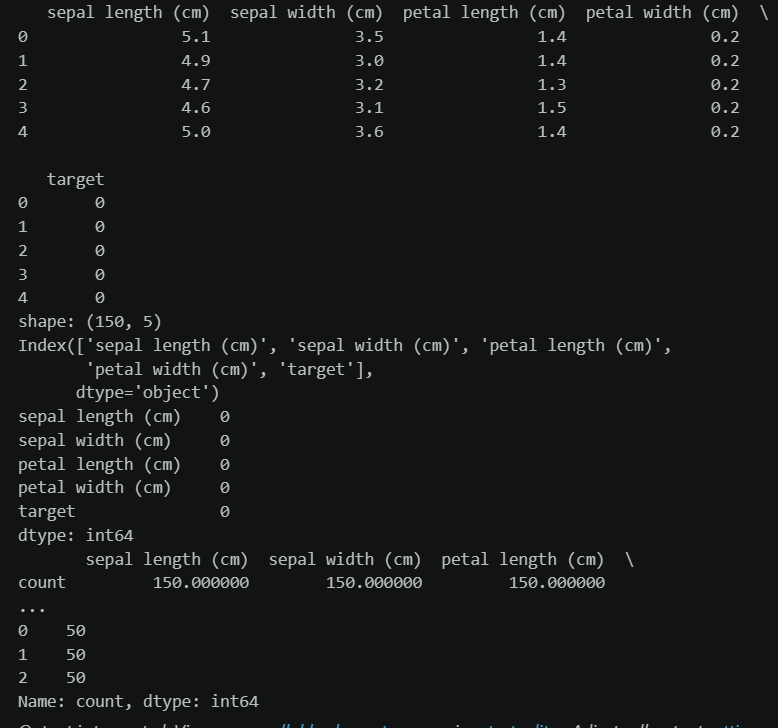 sepal length (cm)  sepal width (cm)  petal length (cm)  petal width (cm)  \
0                5.1               3.5                1.4               0.2
1                4.9               3.0                1.4               0.2
2                4.7               3.2                1.3               0.2
3                4.6               3.1                1.5               0.2
4                5.0               3.6                1.4               0.2
target
0       0
1       0
2       0
3       0
4       0
shape: (150, 5)
Index(['sepal length (cm)', 'sepal width (cm)', 'petal length (cm)',
       'petal width (cm)', 'target'],
      dtype='object')
sepal length (cm)    0
sepal width (cm)     0
petal length (cm)    0
petal width (cm)     0
target               0
dtype: int64
       sepal length (cm)  sepal width (cm)  petal length (cm)  \
count         150.000000        150.000000         150.000000
...
0    50
1    50
2    50
Name: count, dtype: int64